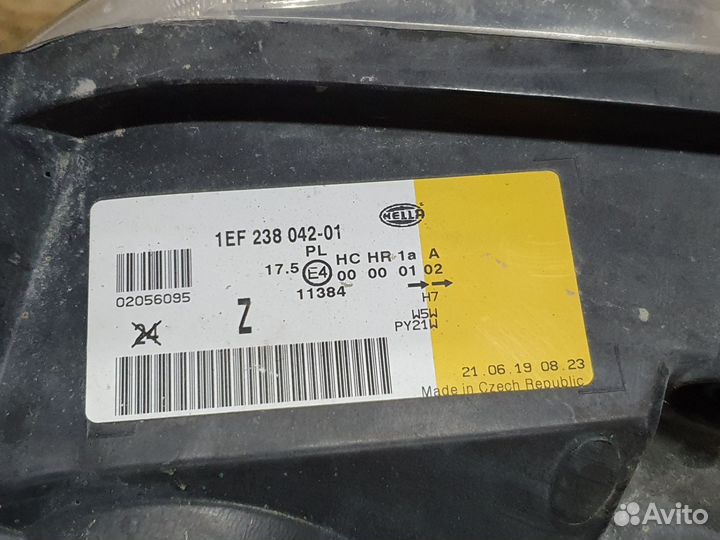 HELLA
1EF 238 042-01
PL HC HR 1a A
17.5 E4 00 00 01 02
11384
H7
W5W
PY21W
02056095
24
Z
21.06.19 08.23
Made in Czech Republic
Avito